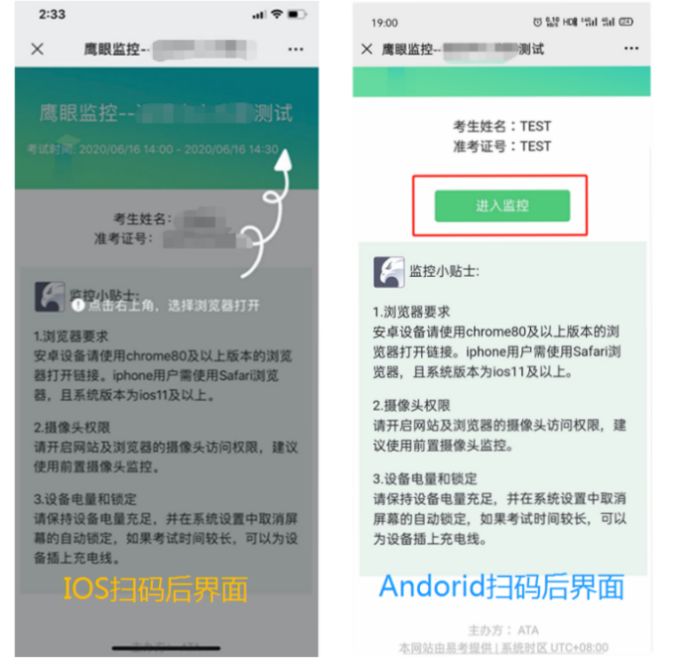 2:33
鹰眼监控--
鹰眼监控--
测试
考试时间: 2020/06/16 14:00 - 2020/06/16 14:30
考生姓名：
准考证号：
监控小贴士:
点击右上角，选择浏览器打开
1.浏览器要求
安卓设备请使用chrome80及以上版本的浏览
器打开链接。iphone用户需使用Safari浏览
器，且系统版本为ios11及以上。
2.摄像头权限
请开启网站及浏览器的摄像头访问权限，建议
使用前置摄像头监控。
3.设备电量和锁定
请保持设备电量充足，并在系统设置中取消屏
幕的自动锁定，如果考试时间较长，可以为设
备插上充电线。
IOS扫码后界面
主办方：ATA
19:00
鹰眼监控--
测试
考生姓名：TEST
准考证号：TEST
进入监控
监控小贴士:
1.浏览器要求
安卓设备请使用chrome80及以上版本的浏
览器打开链接。iphone用户需使用Safari浏
览器，且系统版本为ios11及以上。
2.摄像头权限
请开启网站及浏览器的摄像头访问权限，建
议使用前置摄像头监控。
3.设备电量和锁定
请保持设备电量充足，并在系统设置中取消
屏幕的自动锁定，如果考试时间较长，可以
为设备插上充电线。
Andorid扫码后界面
主办方：ATA
本网站由易考提供 | 系统时区 UTC+08:00